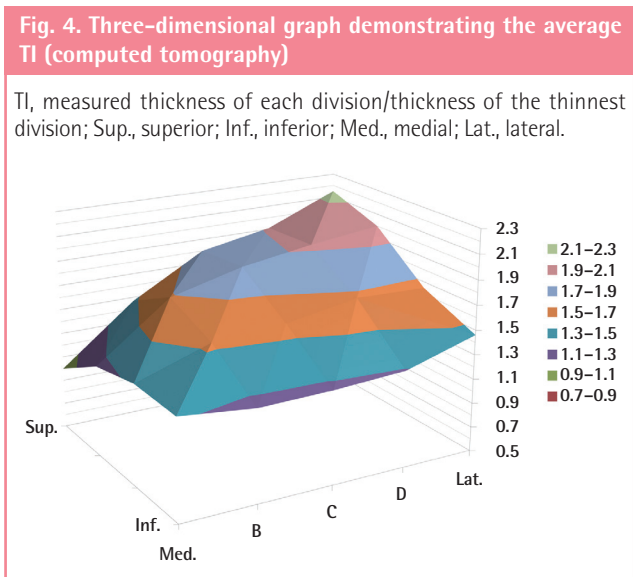 Fig. 4. Three-dimensional graph demonstrating the average
TI (computed tomography)
TI, measured thickness of each division/thickness of the thinnest
division; Sup., superior; Inf., inferior; Med., medial; Lat., lateral.
2.3
2.1
1.9
1.7
1.5
1.3
1.1
0.9
0.7
0.5
2.1–2.3
1.9–2.1
1.7–1.9
1.5–1.7
1.3–1.5
1.1–1.3
0.9–1.1
0.7–0.9
Sup.
Inf.
Med.
B
C
D
Lat.